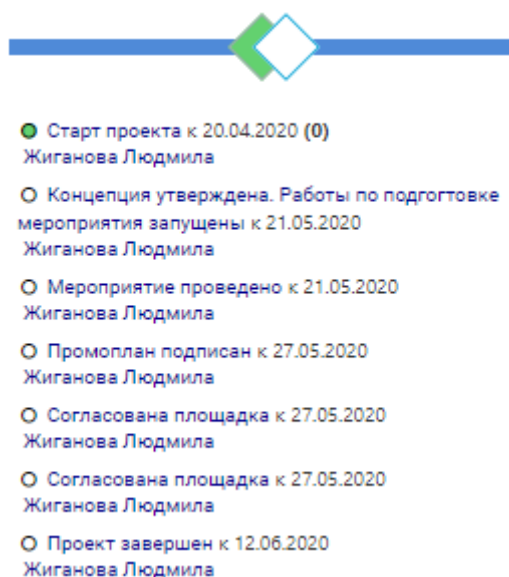 Старт проекта к 20.04.2020 (0)
Жиганова Людмила
Концепция утверждена. Работы по подгогтовке
мероприятия запущены к 21.05.2020
Жиганова Людмила
Мероприятие проведено к 21.05.2020
Жиганова Людмила
Промоплан подписан к 27.05.2020
Жиганова Людмила
Согласована площадка к 27.05.2020
Жиганова Людмила
Согласована площадка к 27.05.2020
Жиганова Людмила
Проект завершен к 12.06.2020
Жиганова Людмила